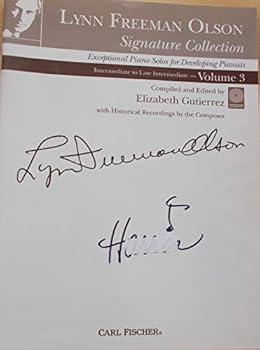 LYNN FREEMAN OLSON
Signature Collection
Exceptional Piano Solos for Developing Pianists
Intermediate to Late Intermediate – Volume 3
Compiled and Edited by
Elizabeth Gutierrez
with Historical Recordings by the Composer
Lynn Freeman Olson
CARL FISCHER®